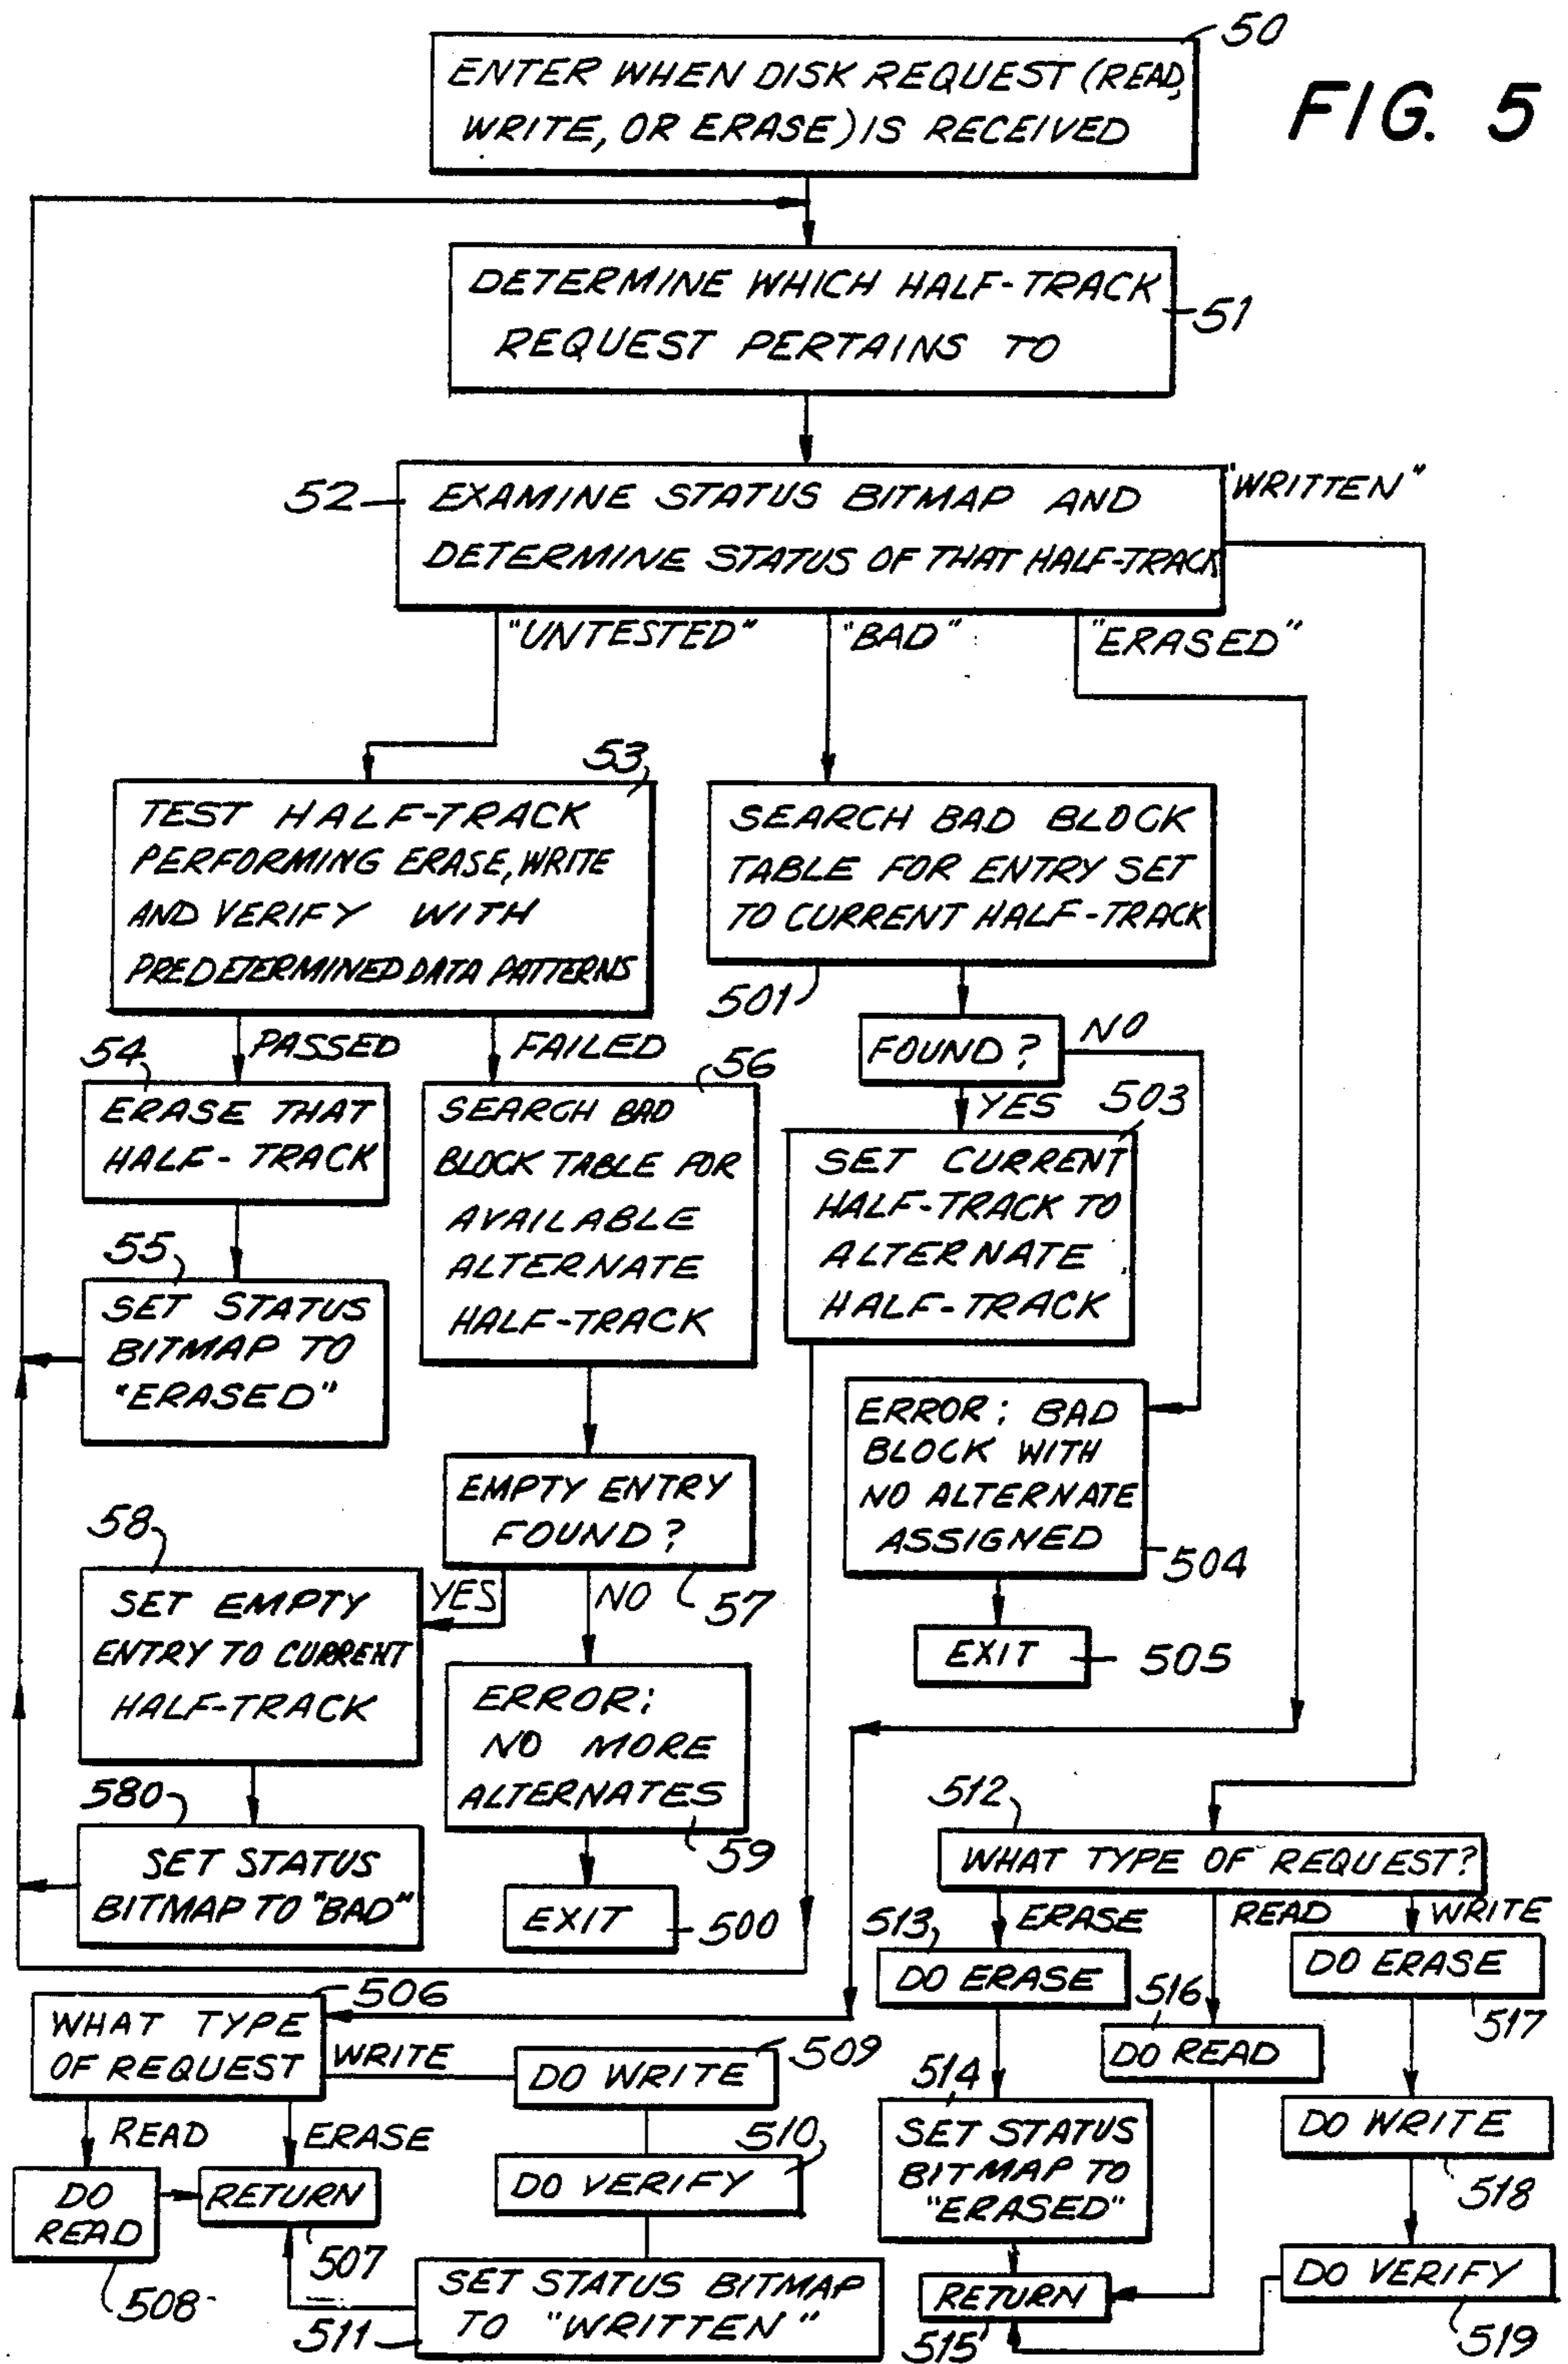 50
FIG. 5
ENTER WHEN DISK REQUEST (READ,
WRITE, OR ERASE) IS RECEIVED
DETERMINE WHICH HALF-TRACK
REQUEST PERTAINS TO
51
52
EXAMINE STATUS BITMAP AND
DETERMINE STATUS OF THAT HALF-TRACK
"WRITTEN"
"UNTESTED"
"BAD"
"ERASED"
53
TEST HALF-TRACK
PERFORMING ERASE, WRITE
AND VERIFY WITH
PREDETERMINED DATA PATTERNS
SEARCH BAD BLOCK
TABLE FOR ENTRY SET
TO CURRENT HALF-TRACK
501
PASSED
FAILED
FOUND?
NO
YES
54
ERASE THAT
HALF-TRACK
56
SEARCH BAD
BLOCK TABLE FOR
AVAILABLE
ALTERNATE
HALF-TRACK
503
SET CURRENT
HALF-TRACK TO
ALTERNATE
HALF-TRACK
55
SET STATUS
BITMAP TO
"ERASED"
ERROR: BAD
BLOCK WITH
NO ALTERNATE
ASSIGNED
504
EMPTY ENTRY
FOUND?
57
YES
NO
EXIT
505
58
SET EMPTY
ENTRY TO CURRENT
HALF-TRACK
ERROR:
NO MORE
ALTERNATES
59
580
SET STATUS
BITMAP TO "BAD"
EXIT
500
512
WHAT TYPE OF REQUEST?
ERASE
READ
WRITE
513
DO ERASE
516
DO READ
DO ERASE
517
506
WHAT TYPE
OF REQUEST
WRITE
DO WRITE
509
READ
ERASE
510
DO VERIFY
514
SET STATUS
BITMAP TO
"ERASED"
DO WRITE
518
DO
READ
508
RETURN
507
SET STATUS BITMAP
TO "WRITTEN"
511
RETURN
515
DO VERIFY
519